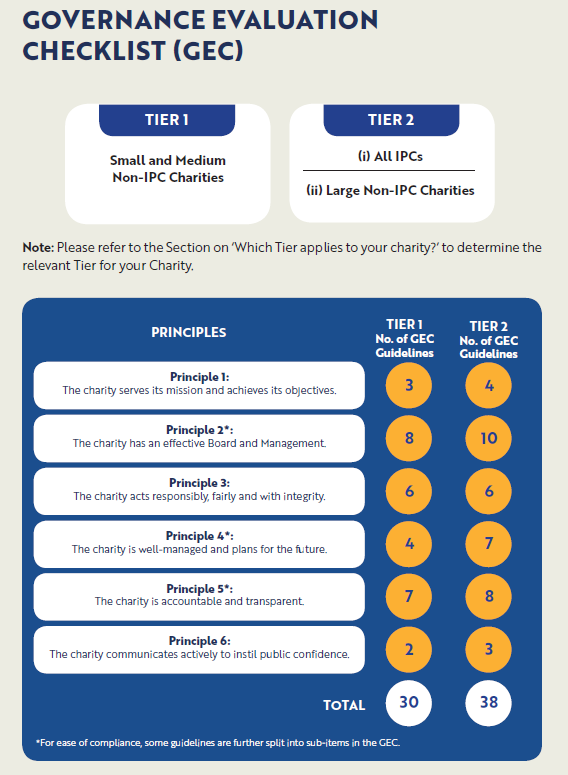 GOVERNANCE EVALUATION
CHECKLIST (GEC)
TIER 1
Small and Medium
Non-IPC Charities
TIER 2
(i) All IPCs
(ii) Large Non-IPC Charities
Note: Please refer to the Section on ‘Which Tier applies to your charity?’ to determine the
relevant Tier for your Charity.
PRINCIPLES
TIER 1
No. of GEC
Guidelines
TIER 2
No. of GEC
Guidelines
Principle 1:
The charity serves its mission and achieves its objectives.
3
4
Principle 2*:
The charity has an effective Board and Management.
8
10
Principle 3:
The charity acts responsibly, fairly and with integrity.
6
6
Principle 4*:
The charity is well-managed and plans for the future.
4
7
Principle 5*:
The charity is accountable and transparent.
7
8
Principle 6:
The charity communicates actively to instil public confidence.
2
3
TOTAL
30
38
*For ease of compliance, some guidelines are further split into sub-items in the GEC.